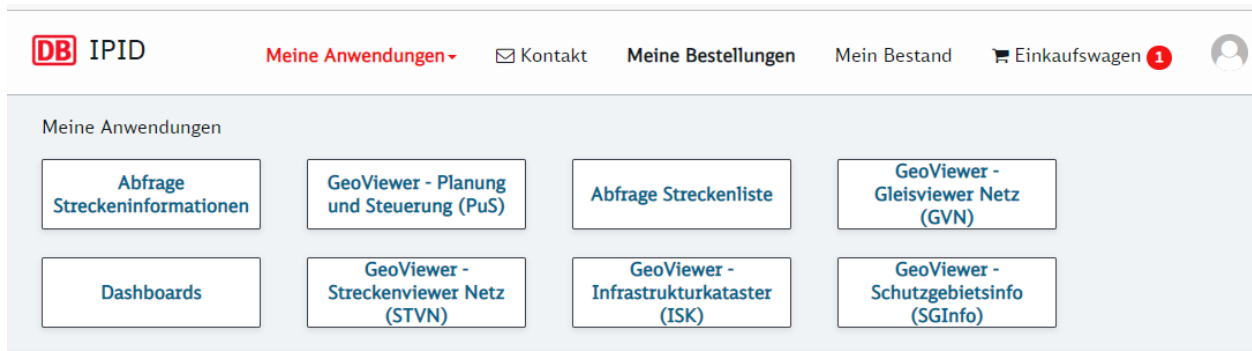 DB IPID Meine Anwendungen Kontakt Meine Bestellungen Mein Bestand Einkaufswagen 1
Meine Anwendungen
Abfrage
Streckeninformationen
GeoViewer - Planung
und Steuerung (PuS)
Abfrage Streckenliste
GeoViewer -
Gleisviewer Netz
(GVN)
Dashboards
GeoViewer -
Streckenviewer Netz
(STVN)
GeoViewer -
Infrastrukturkataster
(ISK)
GeoViewer -
Schutzgebietsinfo
(SGInfo)